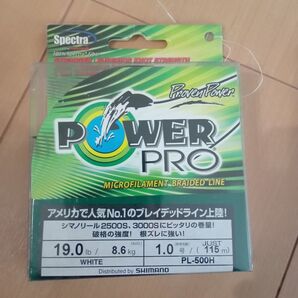 Spectra
Proven Power
POWER
PRO
MICROFILAMENT BRAIDED LINE
アメリカで人気No.1のブレイデッドライン上陸!
シマノリール2500S、3000Sにピッタリの巻量!
破格の強度! 根ズレに強い!
19.0 lb / 8.6 kg 1.0 号 / ( JUST 115 m )
WHITE PL-500H
Distributed by SHIMANO